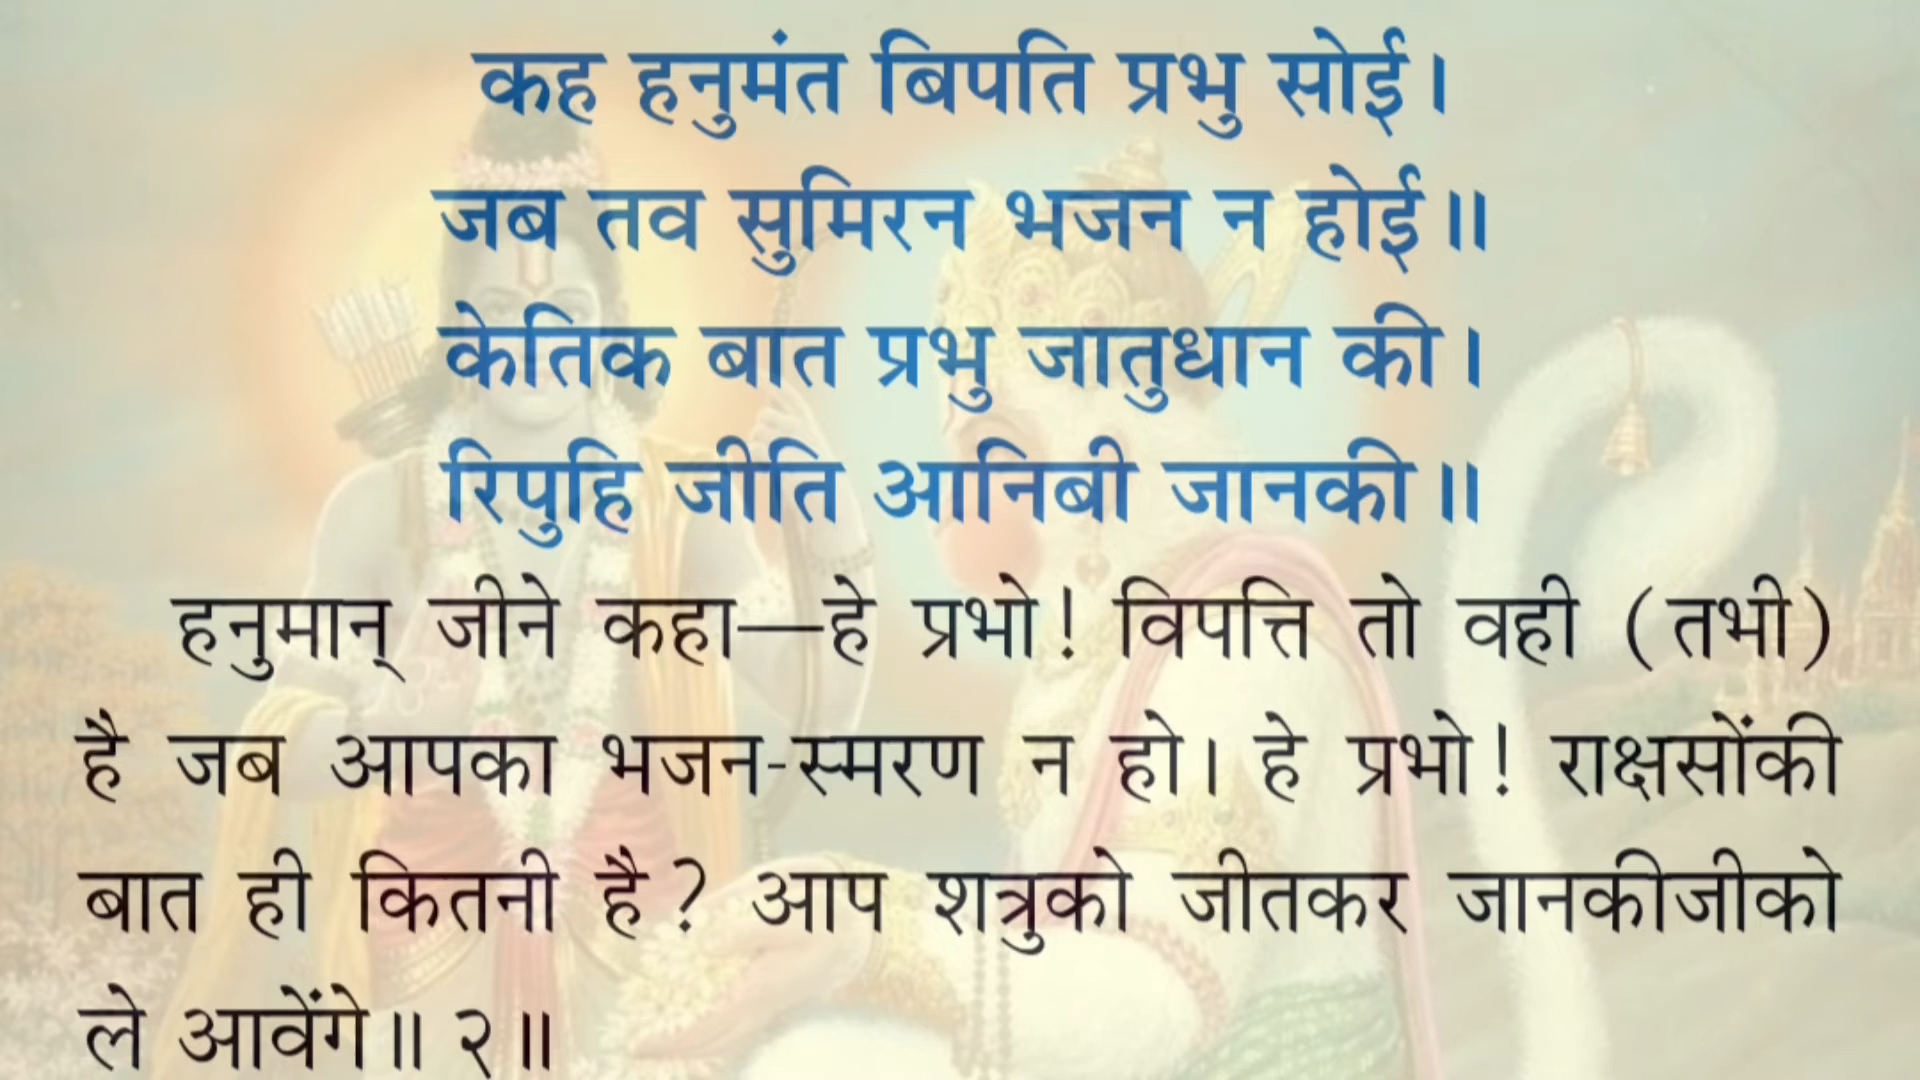 कह हनुमंत बिपति प्रभु सोई।
जब तव सुमिरन भजन न होई॥
केतिक बात प्रभु जातुधान की।
रिपुहि जीति आनिबी जानकी॥
हनुमान् जीने कहा—हे प्रभो! विपत्ति तो वही (तभी)
है जब आपका भजन-स्मरण न हो। हे प्रभो! राक्षसोंकी
बात ही कितनी है? आप शत्रुको जीतकर जानकीजीको
ले आवेंगे॥ २॥